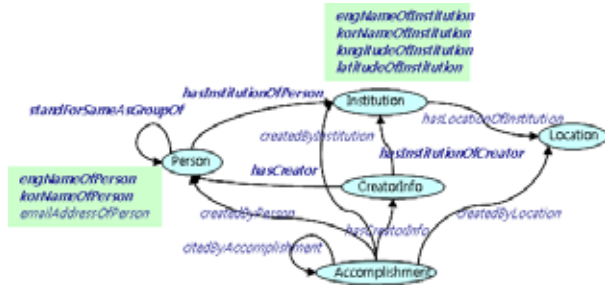 engNameOfInstitution
korNameOfInstitution
longitudeOfInstitution
latitudeOfInstitution
hasInstitutionOfPerson
Institution
standForSameAsGroupOf
createdByInstitution
hasLocationOfInstitution
Location
Person
hasInstitutionOfCreator
hasCreator
engNameOfPerson
korNameOfPerson
emailAddressOfPerson
CreatorInfo
createdByPerson
createdByLocation
hasCreatorInfo
citedByAccomplishment
Accomplishment